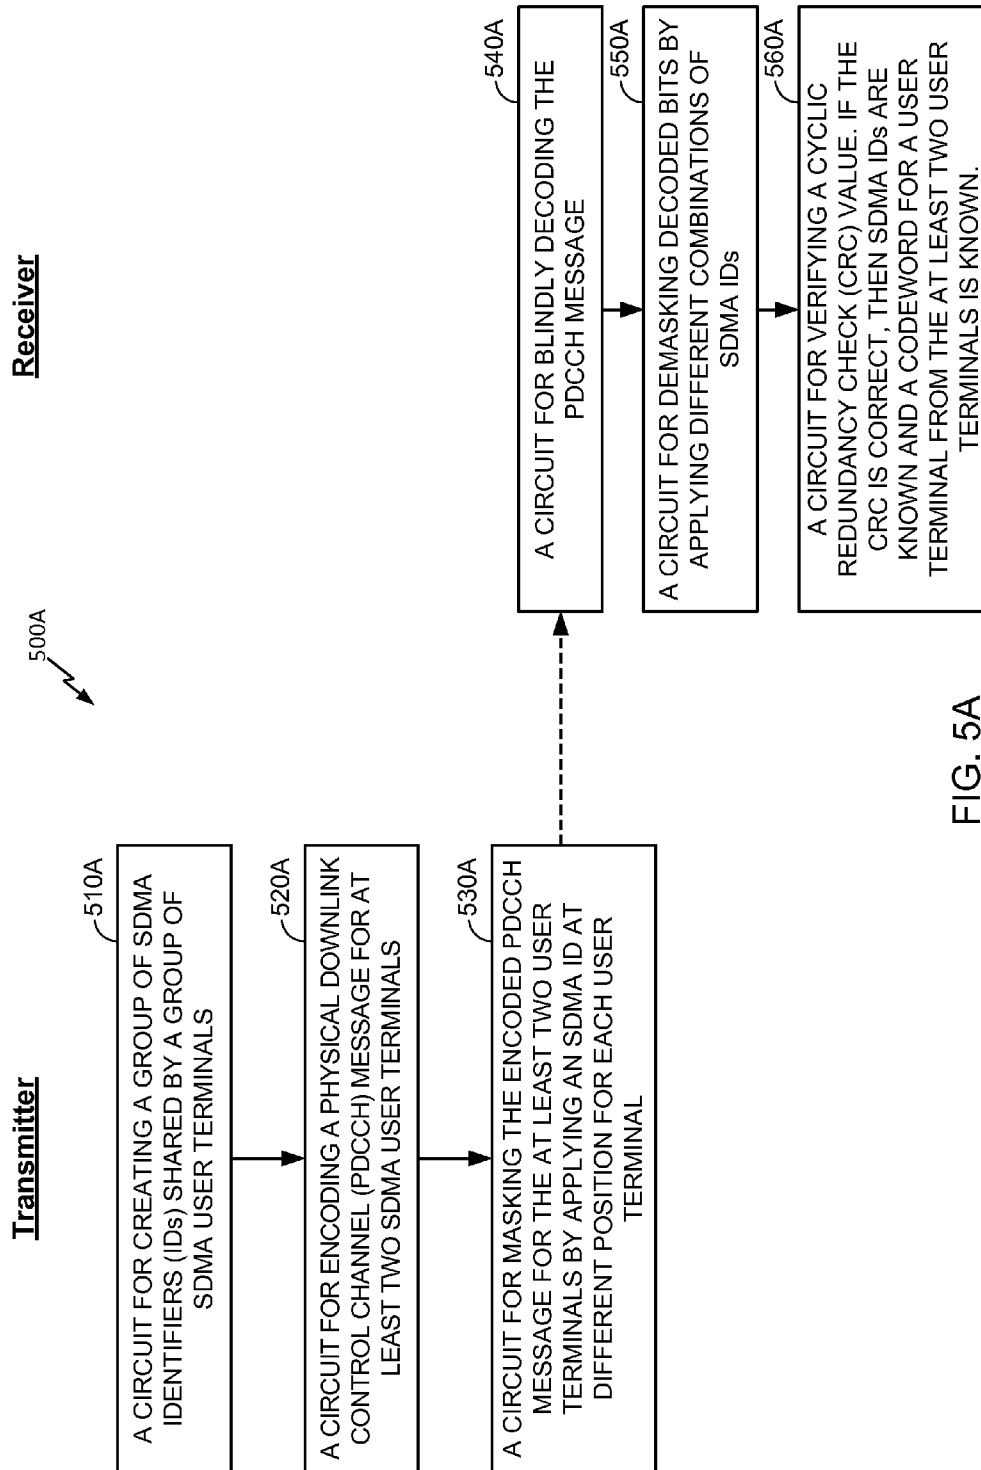 Transmitter
Receiver
500A
510A
A CIRCUIT FOR CREATING A GROUP OF SDMA
IDENTIFIERS (IDs) SHARED BY A GROUP OF
SDMA USER TERMINALS
520A
A CIRCUIT FOR ENCODING A PHYSICAL DOWNLINK
CONTROL CHANNEL (PDCCH) MESSAGE FOR AT
LEAST TWO SDMA USER TERMINALS
530A
A CIRCUIT FOR MASKING THE ENCODED PDCCH
MESSAGE FOR THE AT LEAST TWO USER
TERMINALS BY APPLYING AN SDMA ID AT
DIFFERENT POSITION FOR EACH USER
TERMINAL
540A
A CIRCUIT FOR BLINDLY DECODING THE
PDCCH MESSAGE
550A
A CIRCUIT FOR DEMASKING DECODED BITS BY
APPLYING DIFFERENT COMBINATIONS OF
SDMA IDs
560A
A CIRCUIT FOR VERIFYING A CYCLIC
REDUNDANCY CHECK (CRC) VALUE. IF THE
CRC IS CORRECT, THEN SDMA IDs ARE
KNOWN AND A CODEWORD FOR A USER
TERMINAL FROM THE AT LEAST TWO USER
TERMINALS IS KNOWN.
FIG. 5A